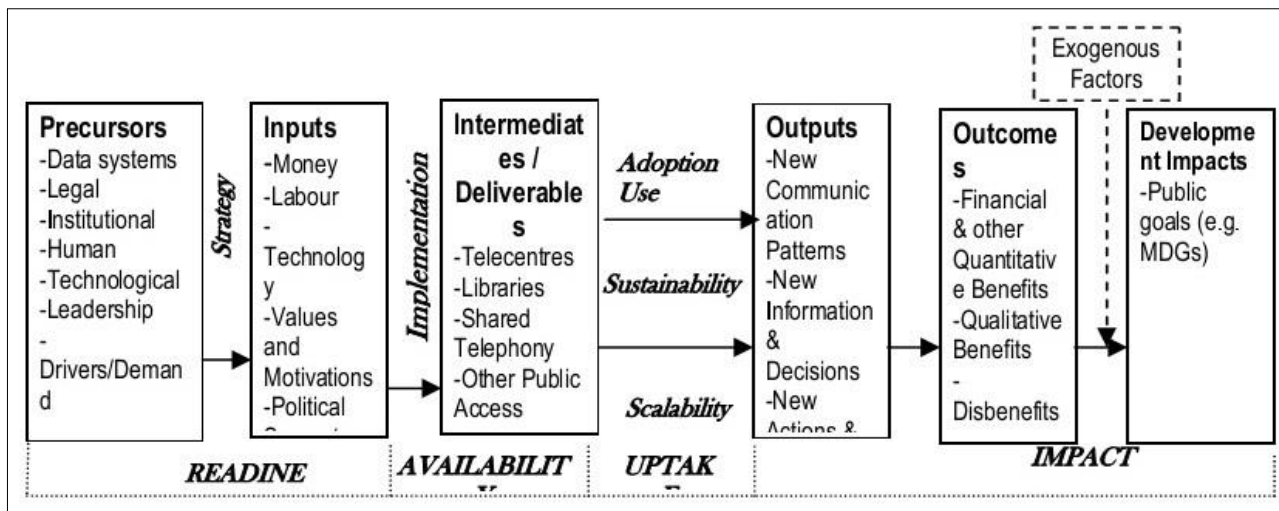 Exogenous
Factors
Precursors
-Data systems
-Legal
-Institutional
-Human
-Technological
-Leadership
-
Drivers/Deman
d
Strategy
Inputs
-Money
-Labour
-
Technolog
y
-Values
and
Motivations
-Political
Implementation
Intermediat
es /
Deliverable
s
-Telecentres
-Libraries
-Shared
Telephony
-Other Public
Access
Adoption
Use
Sustainability
Scalability
Outputs
-New
Communic
ation
Patterns
-New
Information
&
Decisions
-New
Actions &
Outcome
s
-Financial
& other
Quantitativ
e Benefits
-Qualitative
Benefits
-
Disbenefits
Developme
nt Impacts
-Public
goals (e.g.
MDGs)
READINE
AVAILABILIT
UPTAK
IMPACT